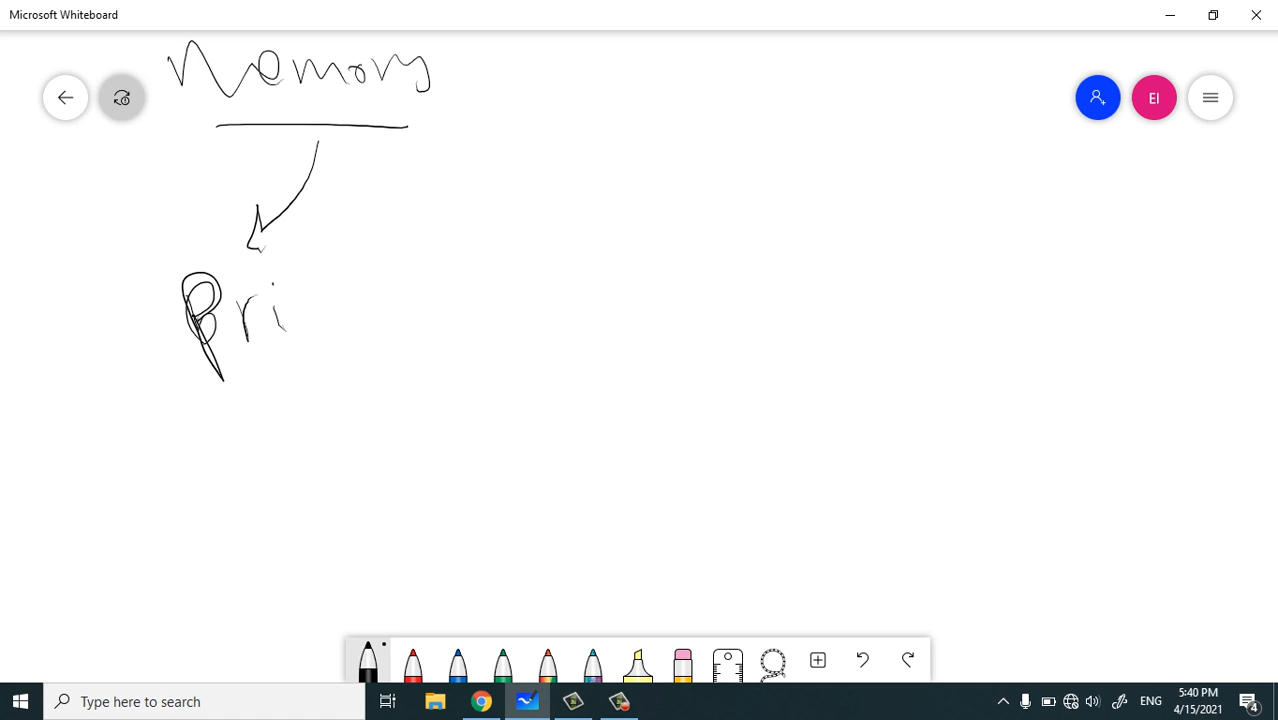 Microsoft Whiteboard
Memory
EI
Pri
Type here to search
ENG
5:40 PM
4/15/2021
4